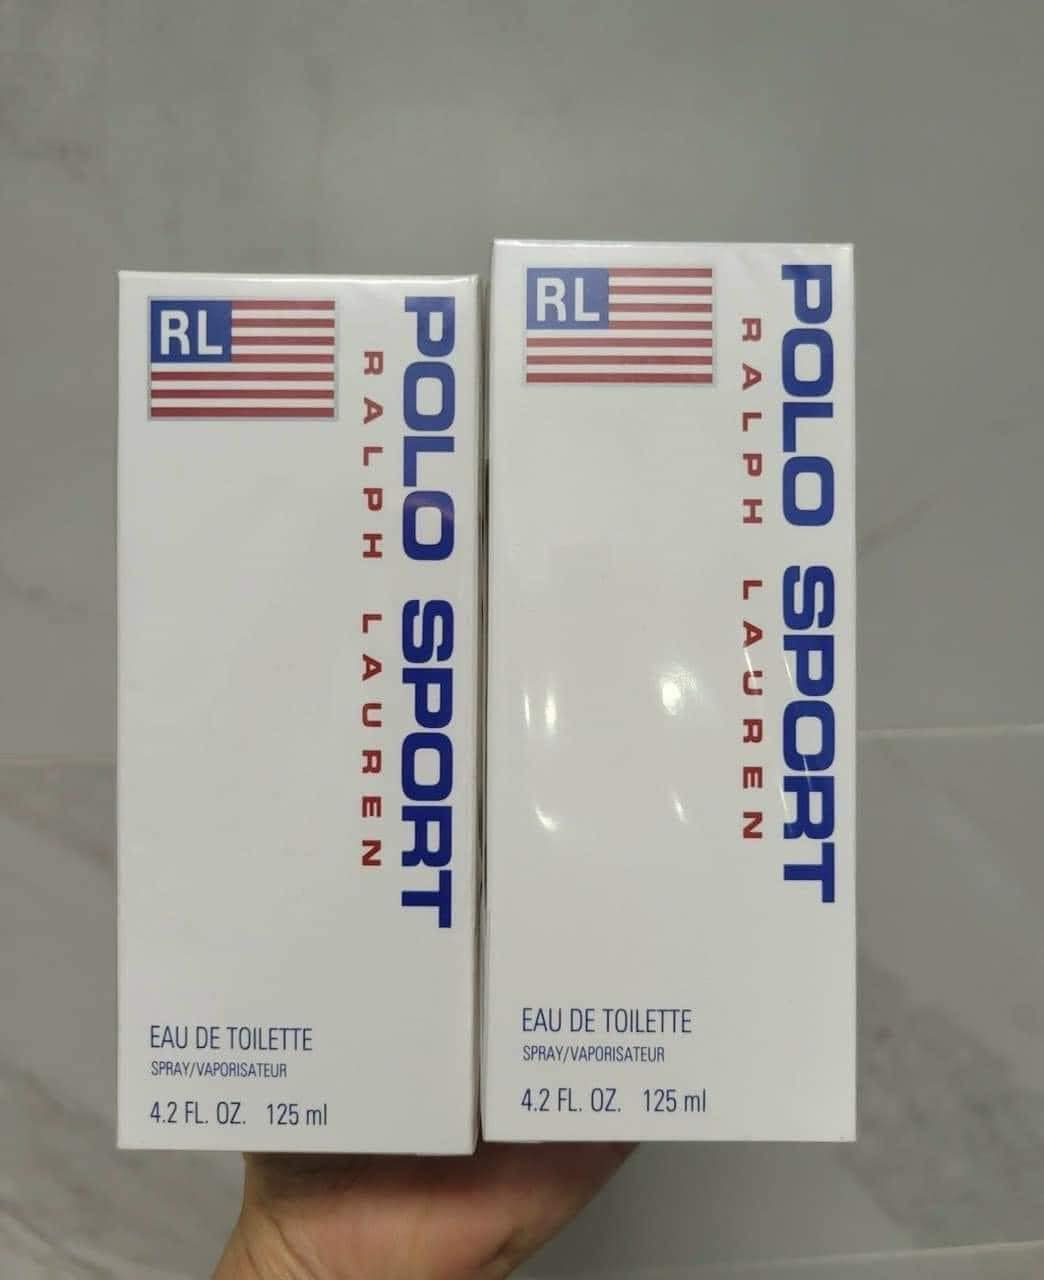 RL
POLO SPORT
RALPH LAUREN
EAU DE TOILETTE
SPRAY/VAPORISATEUR
4.2 FL. OZ. 125 ml
RL
POLO SPORT
RALPH LAUREN
EAU DE TOILETTE
SPRAY/VAPORISATEUR
4.2 FL. OZ. 125 ml